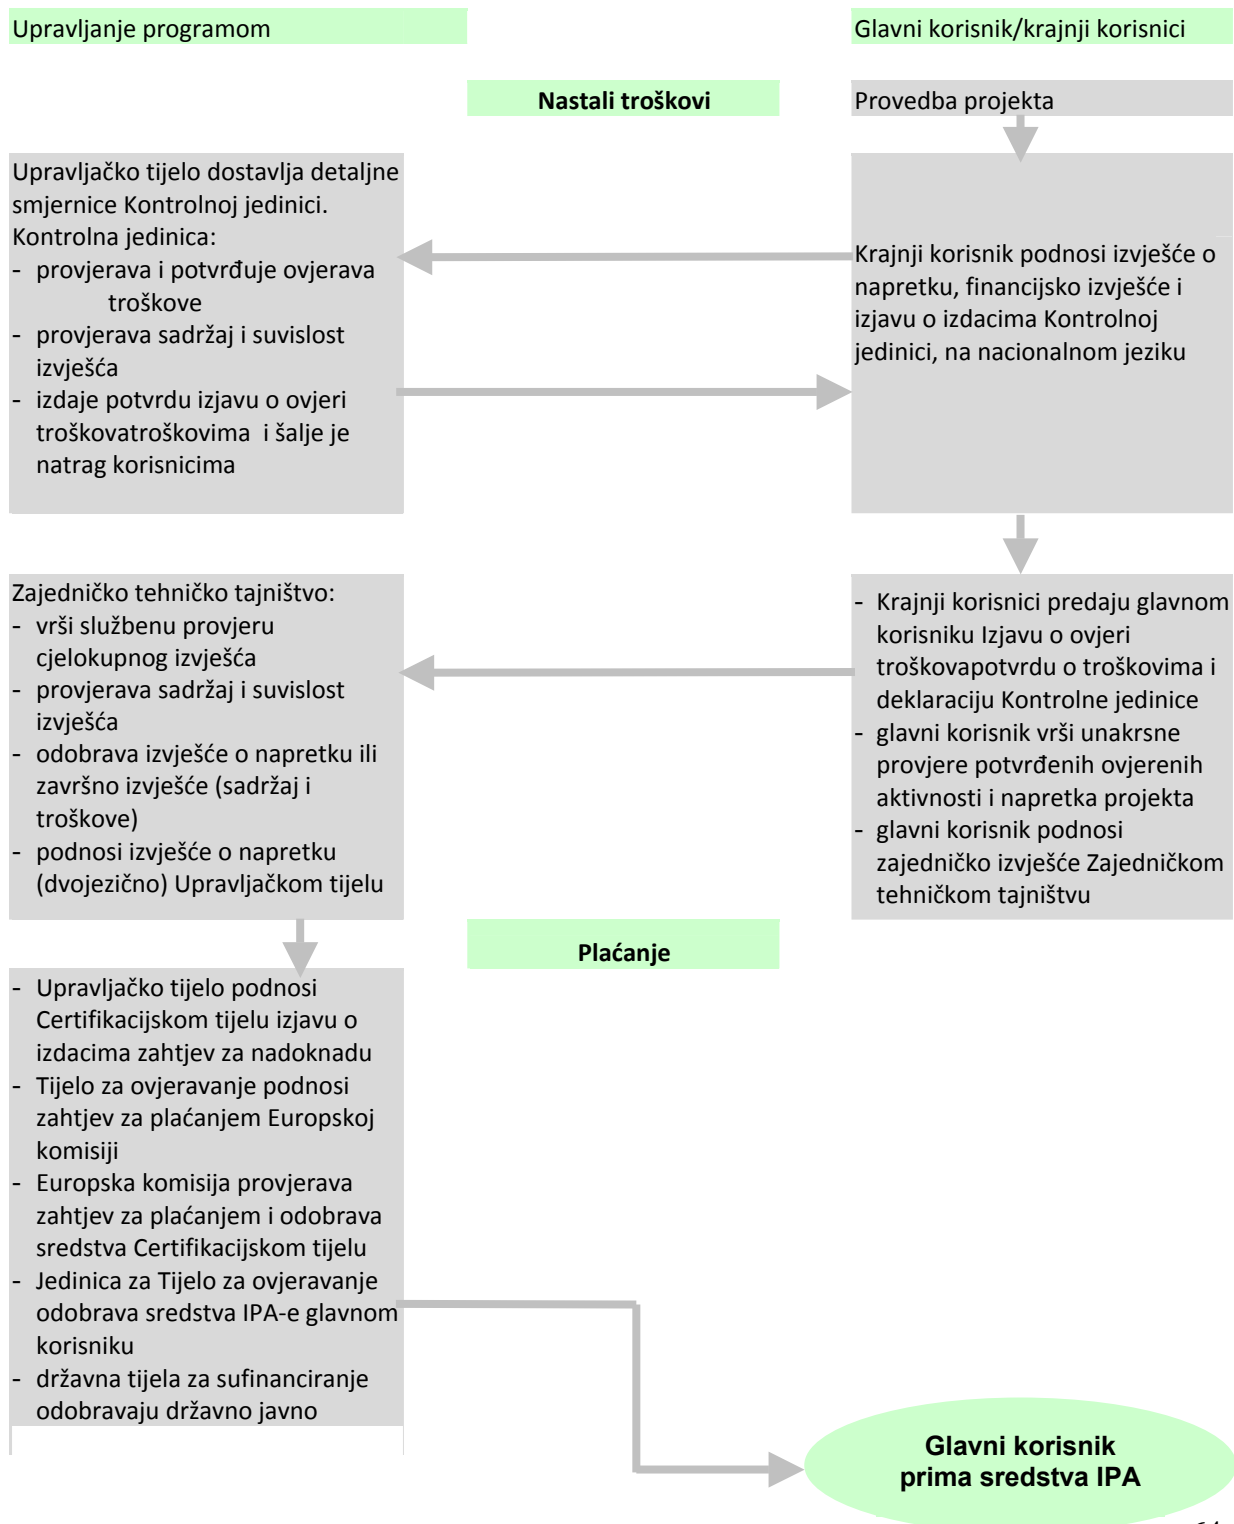 Upravljanje programom
Glavni korisnik/krajnji korisnici
Nastali troškovi
Provedba projekta
Upravljačko tijelo dostavlja detaljne
smjernice Kontrolnoj jedinici.
Kontrolna jedinica:
- provjerava i potvrđuje ovjerava
troškove
- provjerava sadržaj i suvislost
izvješća
- izdaje potvrdu izjavu o ovjeri
troškovatroškovima i šalje je
natrag korisnicima
Krajnji korisnik podnosi izvješće o
napretku, financijsko izvješće i
izjavu o izdacima Kontrolnoj
jedinici, na nacionalnom jeziku
Zajedničko tehničko tajništvo:
- vrši službenu provjeru
cjelokupnog izvješća
- provjerava sadržaj i suvislost
izvješća
- odobrava izvješće o napretku ili
završno izvješće (sadržaj i
troškove)
- podnosi izvješće o napretku
(dvojezično) Upravljačkom tijelu
- Krajnji korisnici predaju glavnom
korisniku Izjavu o ovjeri
troškovapotvrdu o troškovima i
deklaraciju Kontrolne jedinice
- glavni korisnik vrši unakrsne
provjere potvrđenih ovjerenih
aktivnosti i napretka projekta
- glavni korisnik podnosi
zajedničko izvješće Zajedničkom
tehničkom tajništvu
Plaćanje
- Upravljačko tijelo podnosi
Certifikacijskom tijelu izjavu o
izdacima zahtjev za nadoknadu
- Tijelo za ovjeravanje podnosi
zahtjev za plaćanjem Europskoj
komisiji
- Europska komisija provjerava
zahtjev za plaćanjem i odobrava
sredstva Certifikacijskom tijelu
- Jedinica za Tijelo za ovjeravanje
odobrava sredstva IPA-e glavnom
korisniku
- državna tijela za sufinanciranje
odobravaju državno javno
Glavni korisnik
prima sredstva IPA